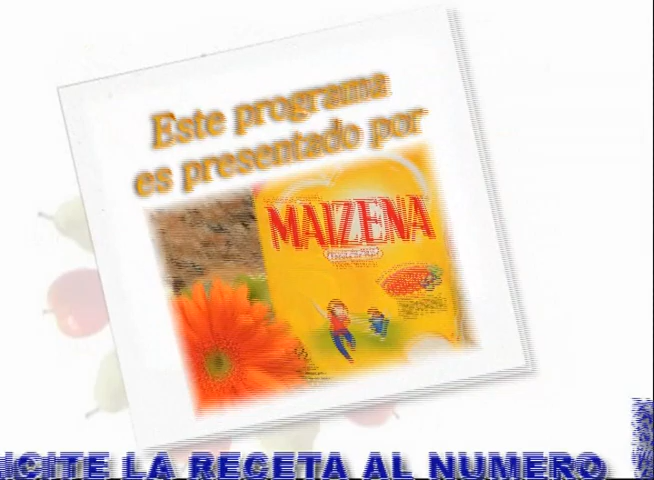 Este programa
es presentado por
MAIZENA
ICITE LA RECETA AL NUMERO